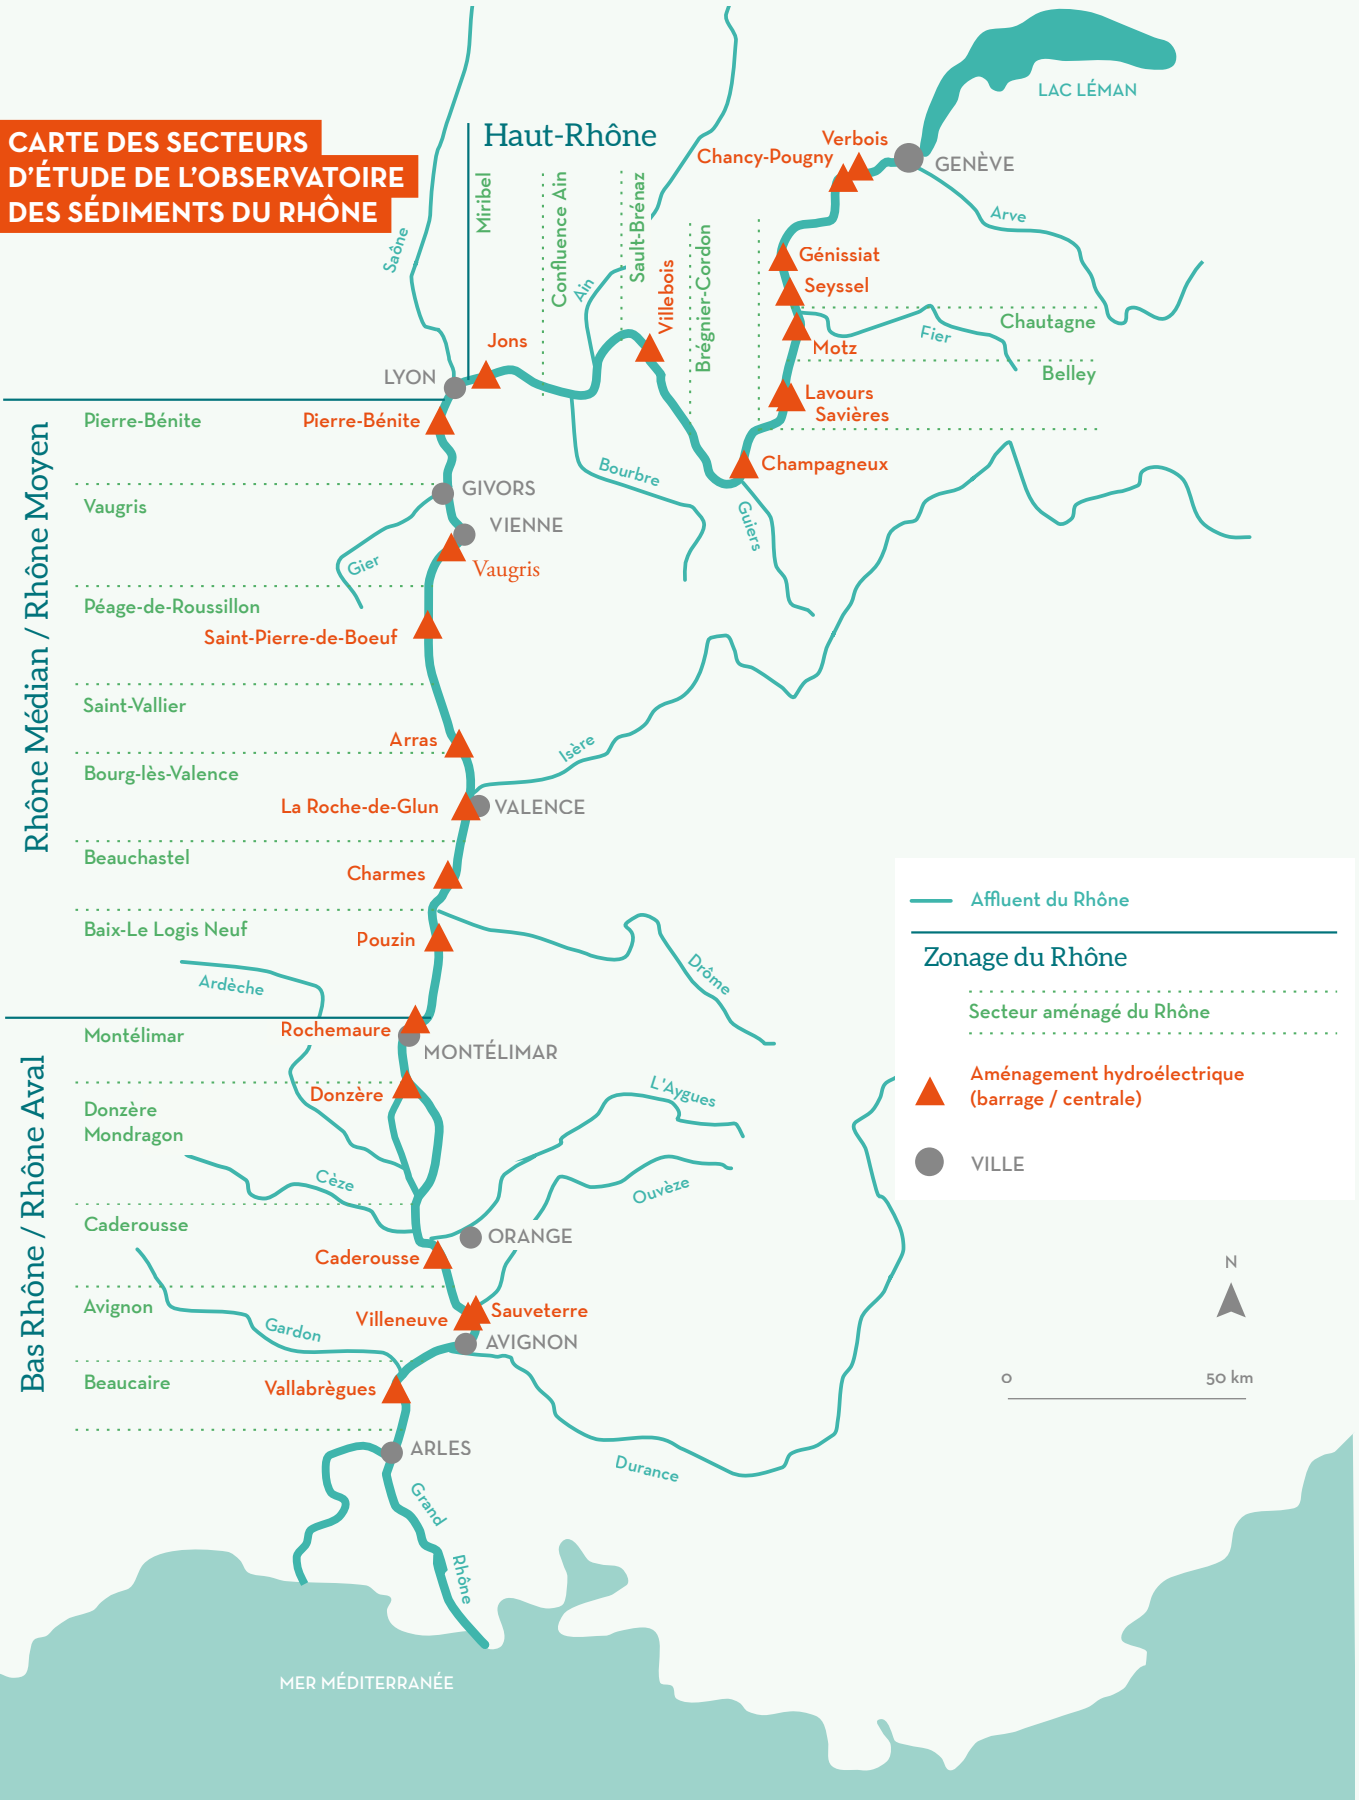 CARTE DES SECTEURS
D'ÉTUDE DE L'OBSERVATOIRE
DES SÉDIMENTS DU RHÔNE
Haut-Rhône
LAC LÉMAN
Verbois
Chancy-Pougny
GENÈVE
Arve
Saône
Miribel
Confluence Ain
Sault-Brénaz
Brégnier-Cordon
Ain
Villebois
Génissiat
Seyssel
Chautagne
Fier
Motz
Belley
Lavours
Savières
Champagneux
Jons
LYON
Bourbre
Guiers
Rhône Médian / Rhône Moyen
Pierre-Bénite
Pierre-Bénite
GIVORS
Vaugris
VIENNE
Gier
Vaugris
Péage-de-Roussillon
Saint-Pierre-de-Boeuf
Saint-Vallier
Arras
Isère
Bourg-lès-Valence
La Roche-de-Glun
VALENCE
Beauchastel
Charmes
Baix-Le Logis Neuf
Pouzin
Drôme
Ardèche
Bas Rhône / Rhône Aval
Montélimar
Rochemaure
MONTÉLIMAR
Donzère
L'Aygues
Donzère
Mondragon
Cèze
Ouvèze
Caderousse
ORANGE
Caderousse
Avignon
Sauveterre
Villeneuve
Gardon
AVIGNON
Beaucaire
Vallabrègues
ARLES
Durance
Grand
Rhône
MER MÉDITERRANÉE
Affluent du Rhône
Zonage du Rhône
Secteur aménagé du Rhône
Aménagement hydroélectrique
(barrage / centrale)
VILLE
N
0
50 km